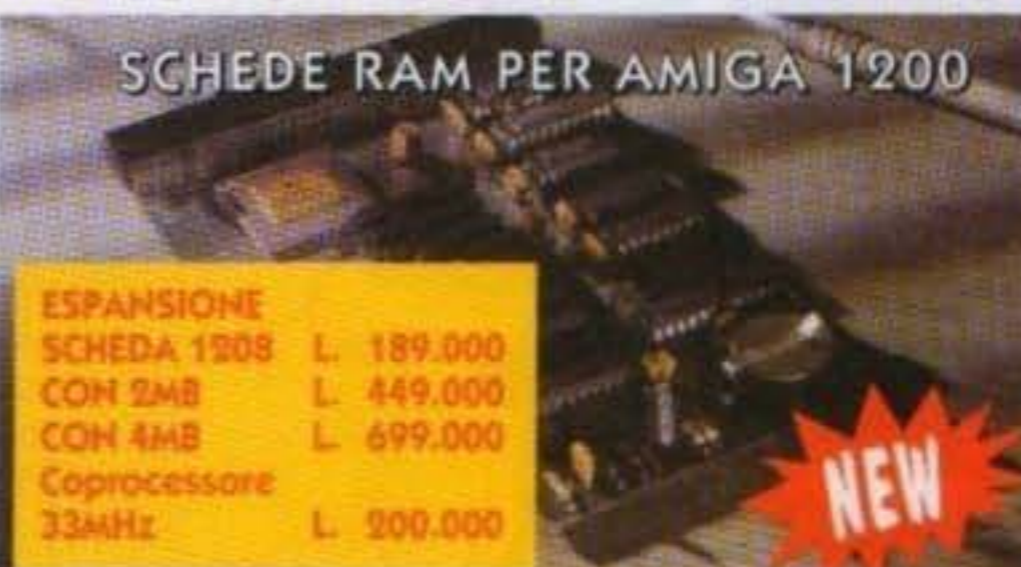 SCHEDE RAM PER AMIGA 1200
ESPANSIONE
SCHEDA 1208 L. 189.000
CON 2MB L. 449.000
CON 4MB L. 699.000
Coprocessore
33MHz L. 200.000
NEW